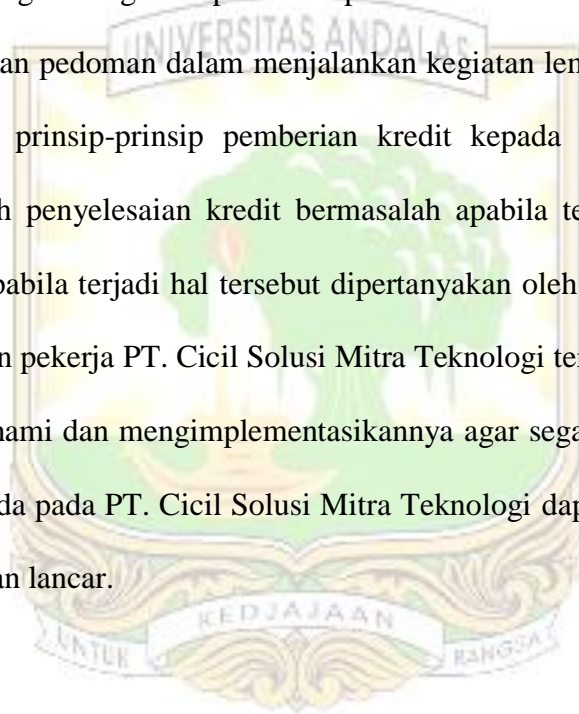 UNIVERSITAS ANDALAS
an pedoman dalam menjalankan kegiatan len
prinsip-prinsip pemberian kredit kepada
h penyelesaian kredit bermasalah apabila te
pabila terjadi hal tersebut dipertanyakan oleh
n pekerja PT. Cicil Solusi Mitra Teknologi ter
nami dan mengimplementasikannya agar sega
da pada PT. Cicil Solusi Mitra Teknologi dap
an lancar.
KEDJAJAAN
UNTUK
BANGSA